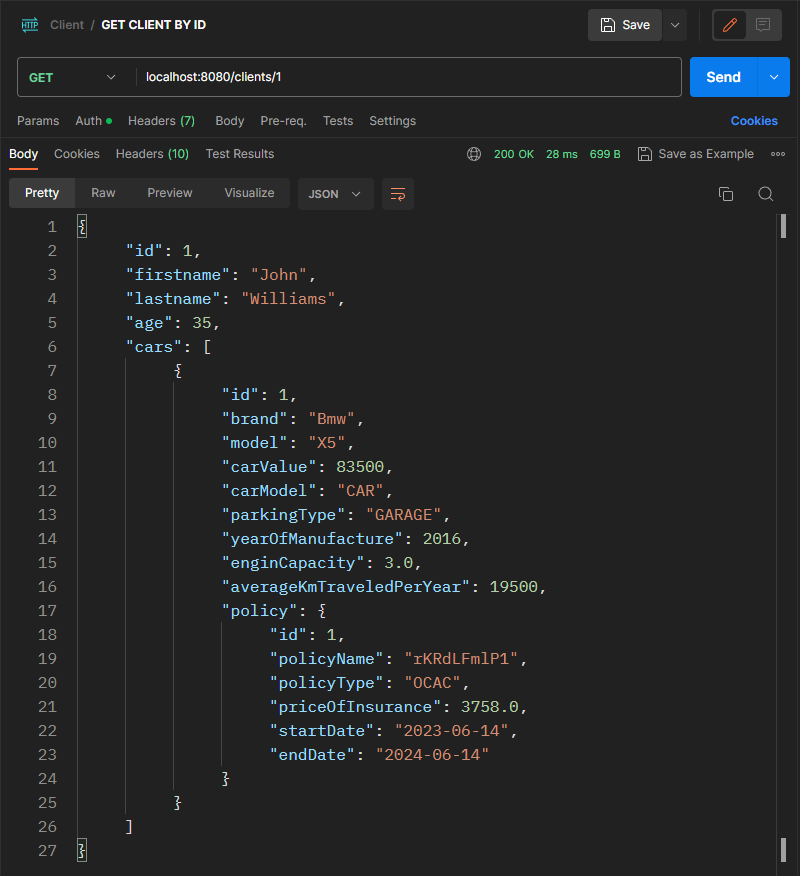 HTTP Client / GET CLIENT BY ID Save
GET localhost:8080/clients/1 Send
Params Auth Headers (7) Body Pre-req. Tests Settings Cookies
Body Cookies Headers (10) Test Results 200 OK 28 ms 699 B Save as Example
Pretty Raw Preview Visualize JSON
1 {
2 "id": 1,
3 "firstname": "John",
4 "lastname": "Williams",
5 "age": 35,
6 "cars": [
7 {
8 "id": 1,
9 "brand": "Bmw",
10 "model": "X5",
11 "carValue": 83500,
12 "carModel": "CAR",
13 "parkingType": "GARAGE",
14 "yearOfManufacture": 2016,
15 "enginCapacity": 3.0,
16 "averageKmTraveledPerYear": 19500,
17 "policy": {
18 "id": 1,
19 "policyName": "rKRdLFmlP1",
20 "policyType": "OCAC",
21 "priceOfInsurance": 3758.0,
22 "startDate": "2023-06-14",
23 "endDate": "2024-06-14"
24 }
25 }
26 ]
27 }